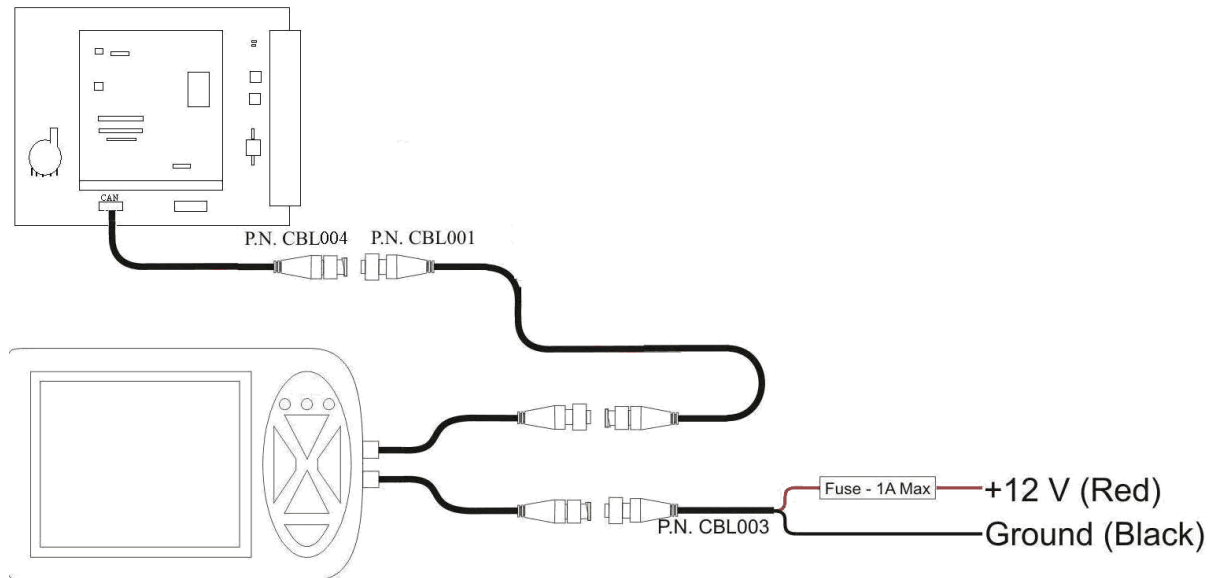 CAN
P.N. CBL004
P.N. CBL001
Fuse - 1A Max
+12 V (Red)
P.N. CBL003
Ground (Black)